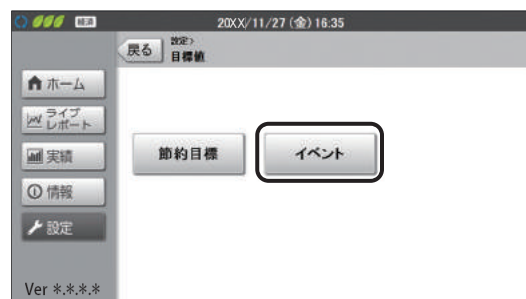 経済
20XX/11/27(金)16:35
戻る
設定>
目標値
ホーム
ライブ
レポート
実績
情報
設定
節約目標
イベント
Ver *.*.*.*